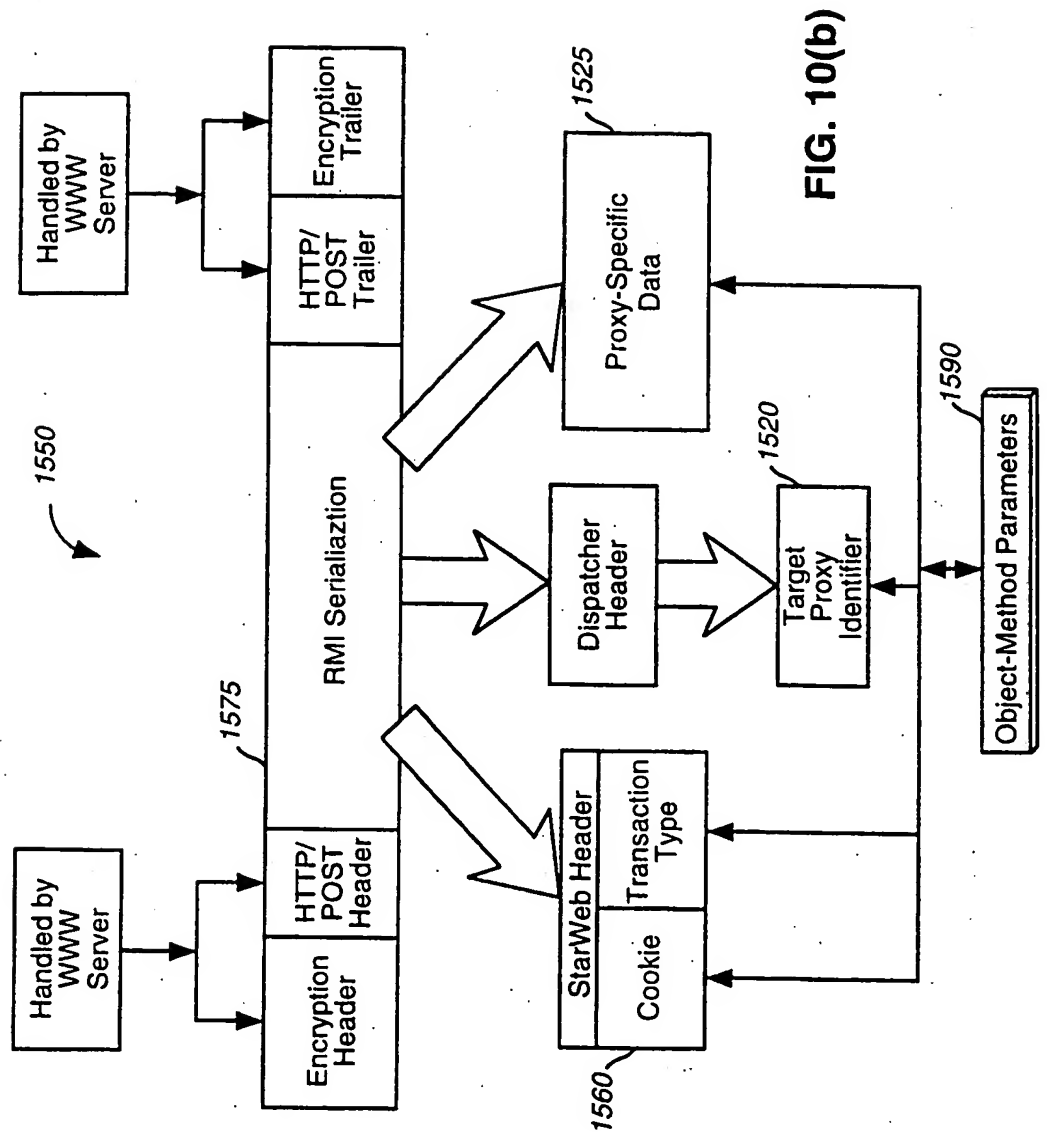 1550
Handled by
WWW
Server
Handled by
WWW
Server
1575
Encryption
Header
HTTP/
POST
Header
RMI Serialiaztion
HTTP/
POST
Trailer
Encryption
Trailer
StarWeb Header
Cookie
Transaction
Type
1560
Dispatcher
Header
Target
Proxy
Identifier
1520
Proxy-Specific
Data
1525
Object-Method Parameters
1590
FIG. 10(b)